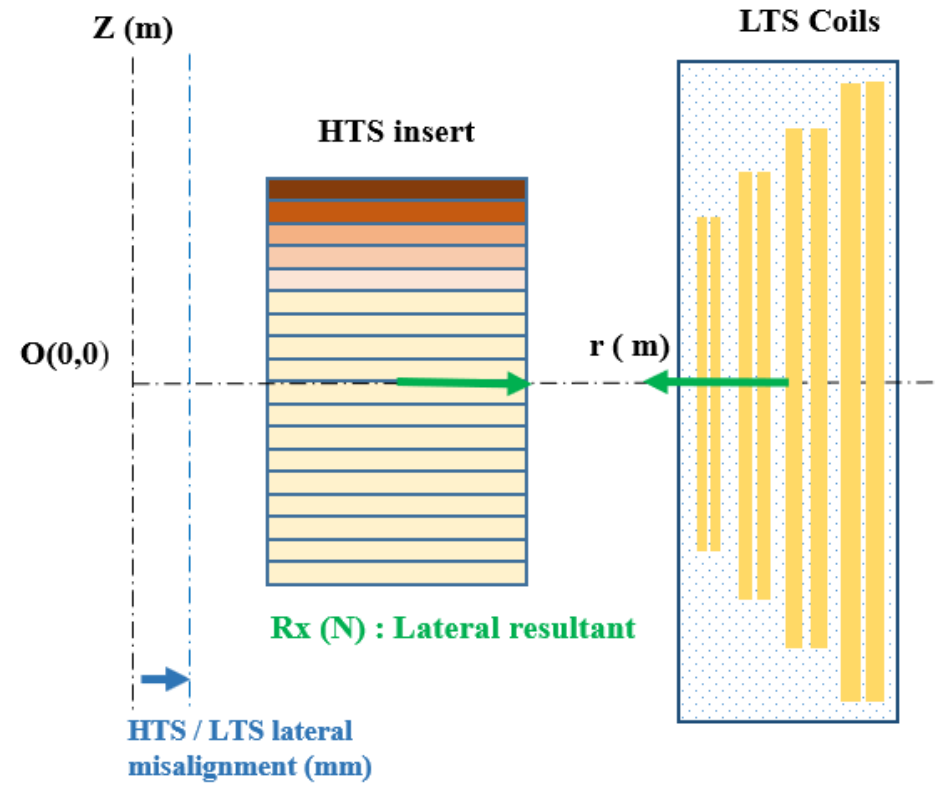 Z (m)
LTS Coils
HTS insert
O(0,0)
r ( m)
Rx (N) : Lateral resultant
HTS / LTS lateral
misalignment (mm)